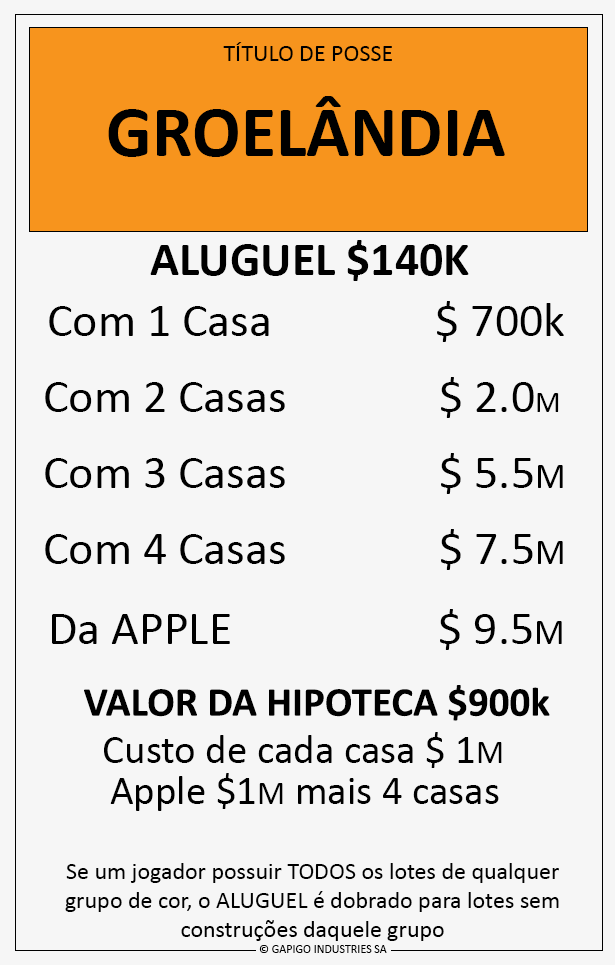 TÍTULO DE POSSE
GROELÂNDIA
ALUGUEL $140K
Com 1 Casa $ 700k
Com 2 Casas $ 2.0M
Com 3 Casas $ 5.5M
Com 4 Casas $ 7.5M
Da APPLE $ 9.5M
VALOR DA HIPOTECA $900k
Custo de cada casa $ 1M
Apple $1M mais 4 casas
Se um jogador possuir TODOS os lotes de qualquer
grupo de cor, o ALUGUEL é dobrado para lotes sem
construções daquele grupo
© GAPIGO INDUSTRIES SA